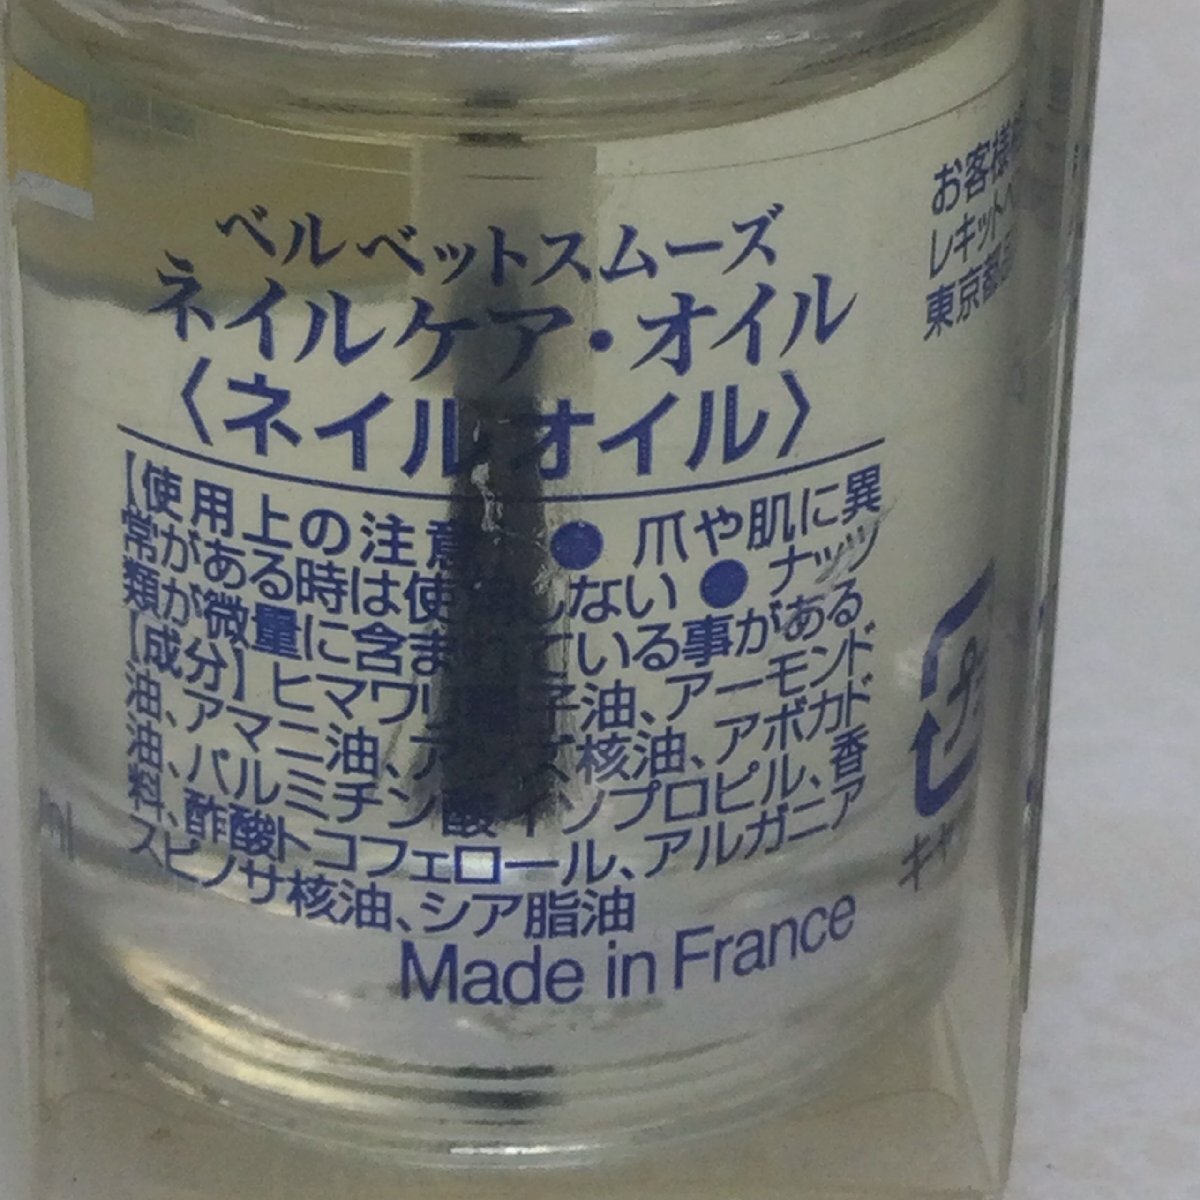 ベルベットスムーズ
ネイルケア・オイル
〈ネイルオイル〉
【使用上の注意】● 爪や肌に異
常がある時は使用しない ● ナッツ
類が微量に含まれている事がある
【成分】ヒマワリ種子油、アーモンド
油、アマニ油、アンズ核油、アボカド
油、パルミチン酸イソプロピル、香
料、酢酸トコフェロール、アルガニア
スピノサ核油、シア脂油
Made in France
お客様
レキットベ
東京都
プ
キャ
ml